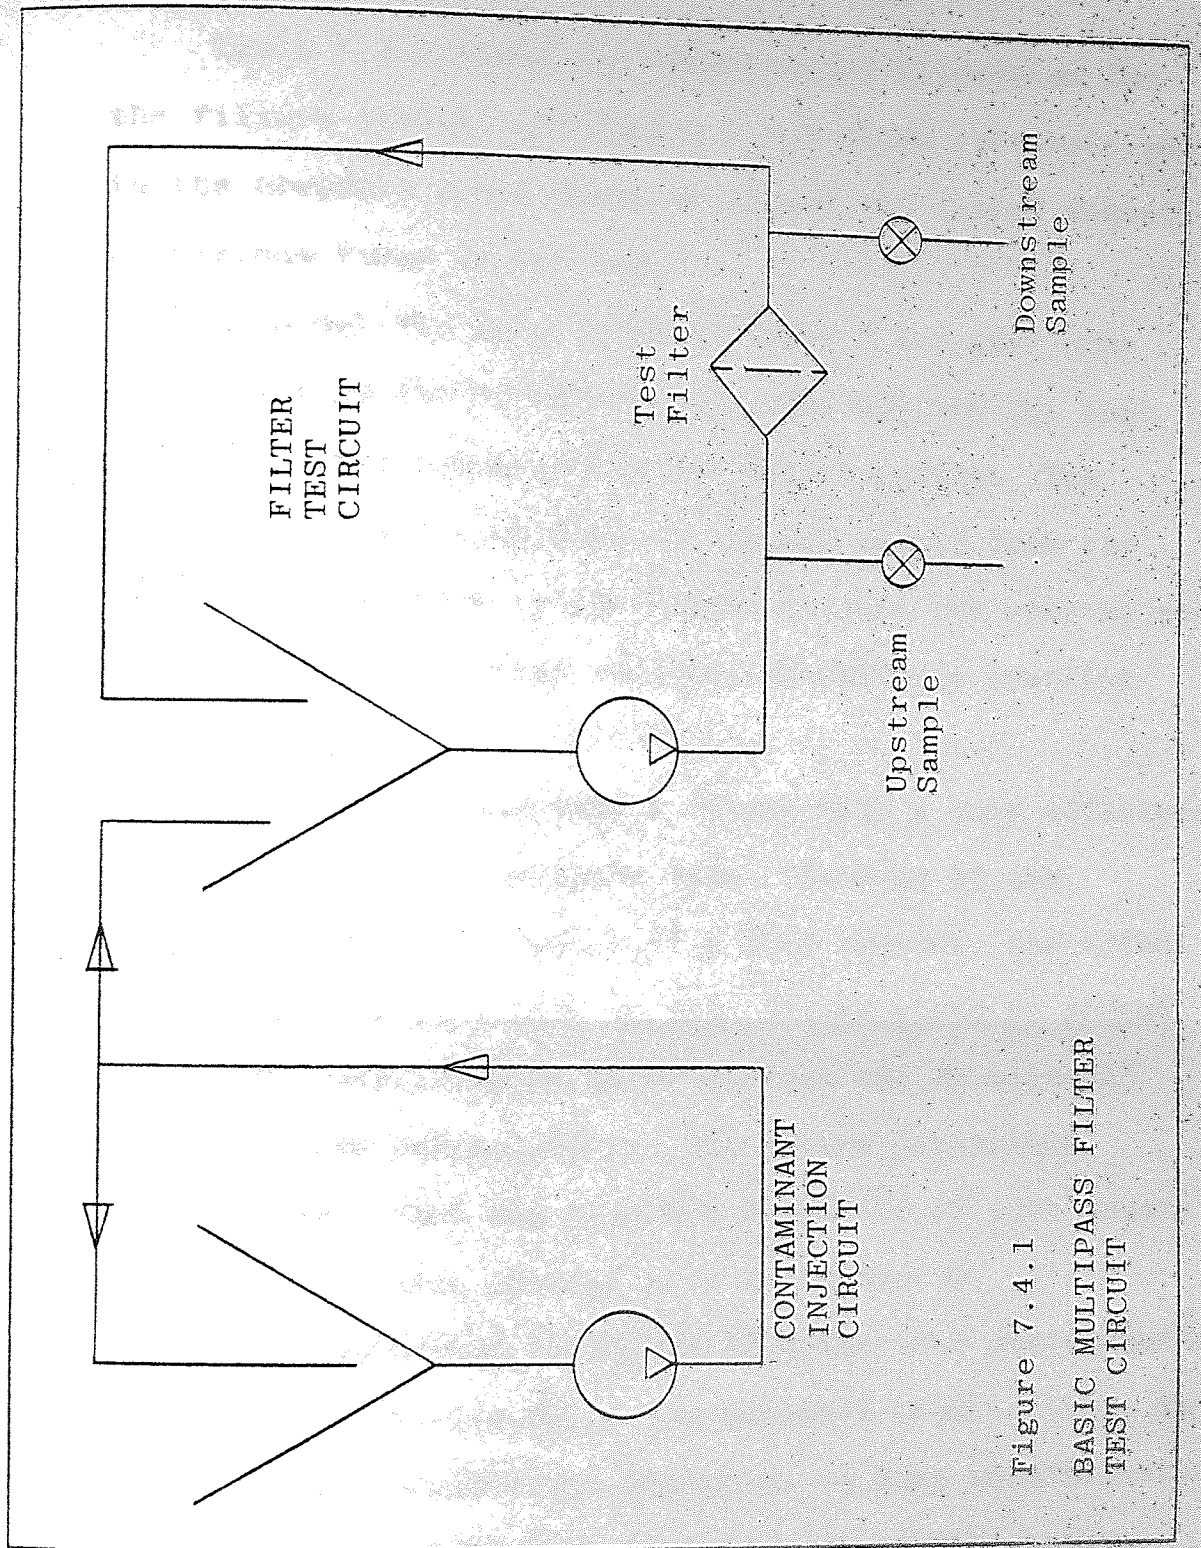 FILTER
TEST
CIRCUIT
Test
Filter
Upstream
Sample
Downstream
Sample
CONTAMINANT
INJECTION
CIRCUIT
Figure 7.4.1
BASIC MULTIPASS FILTER
TEST CIRCUIT